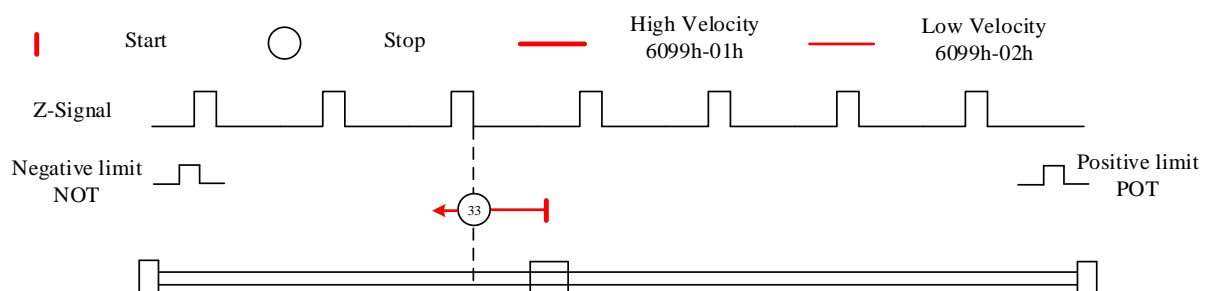 Start
Stop
High Velocity
6099h-01h
Low Velocity
6099h-02h
Z-Signal
Negative limit
NOT
Positive limit
POT
33